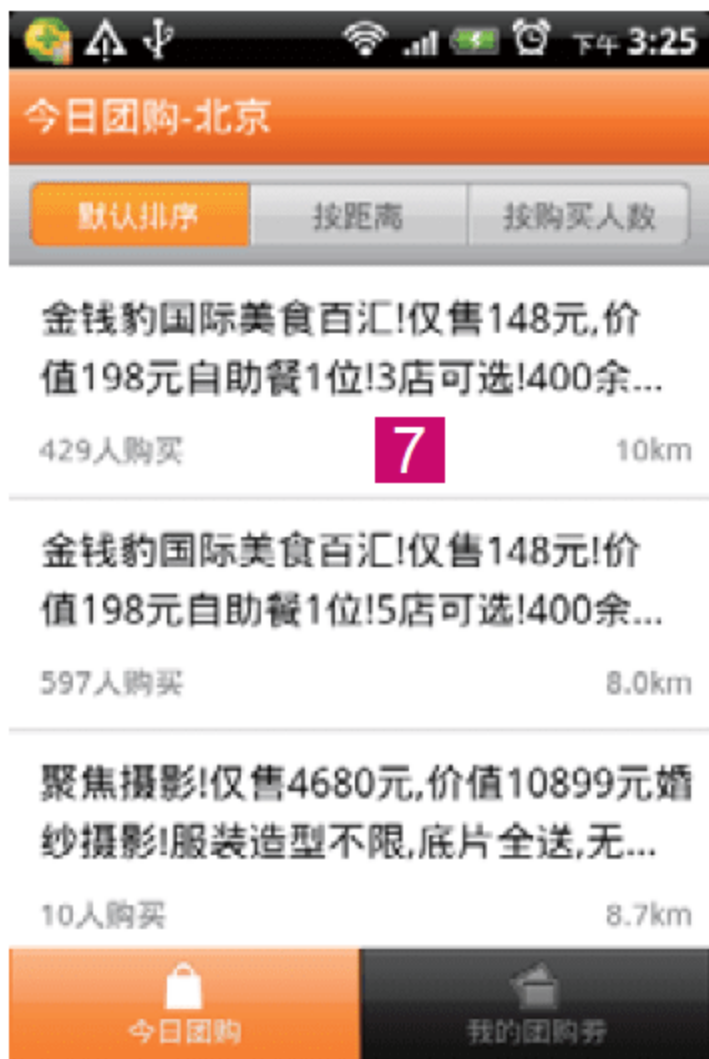 下午 3:25
今日团购-北京
默认排序 按距离 按购买人数
金钱豹国际美食百汇!仅售148元,价
值198元自助餐1位!3店可选!400余...
429人购买 7 10km
金钱豹国际美食百汇!仅售148元!价
值198元自助餐1位!5店可选!400余...
597人购买 8.0km
聚焦摄影!仅售4680元,价值10899元婚
纱摄影!服装造型不限,底片全送,无...
10人购买 8.7km
今日团购 我的团购券